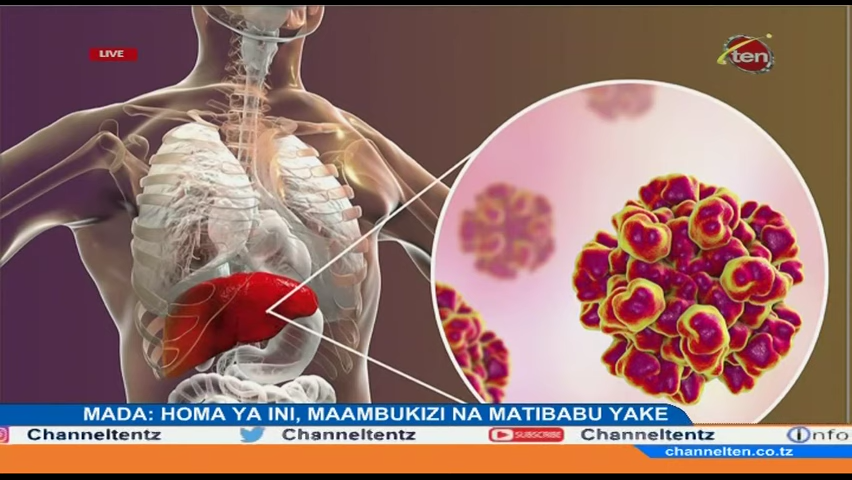 LIVE
ten
MADA: HOMA YA INI, MAAMBUKIZI NA MATIBABU YAKE
Channeltentz Channeltentz SUBSCRIBE Channeltentz info
channelten.co.tz